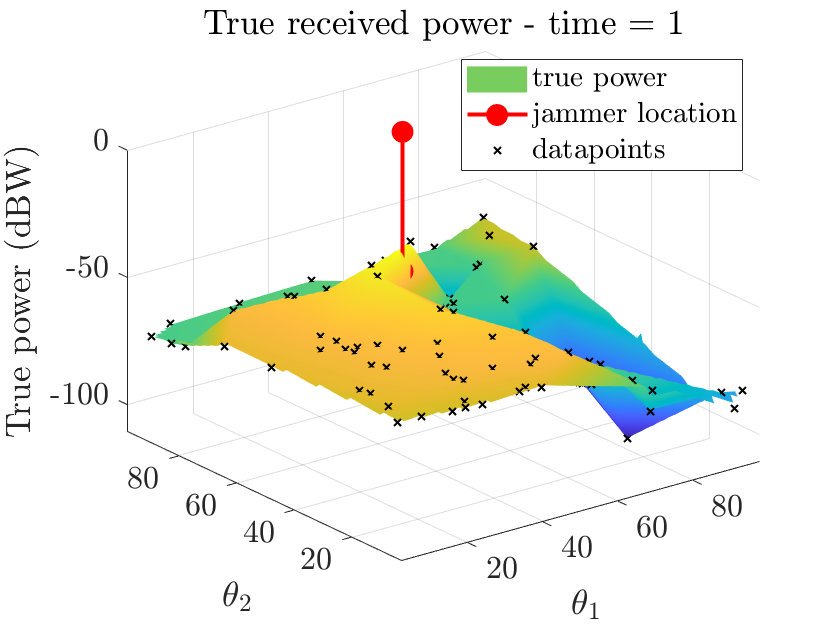 True received power - time = 1
true power
jammer location
datapoints
True power (dBW)
0
-50
-100
80
60
40
20
θ2
20
40
60
80
θ1